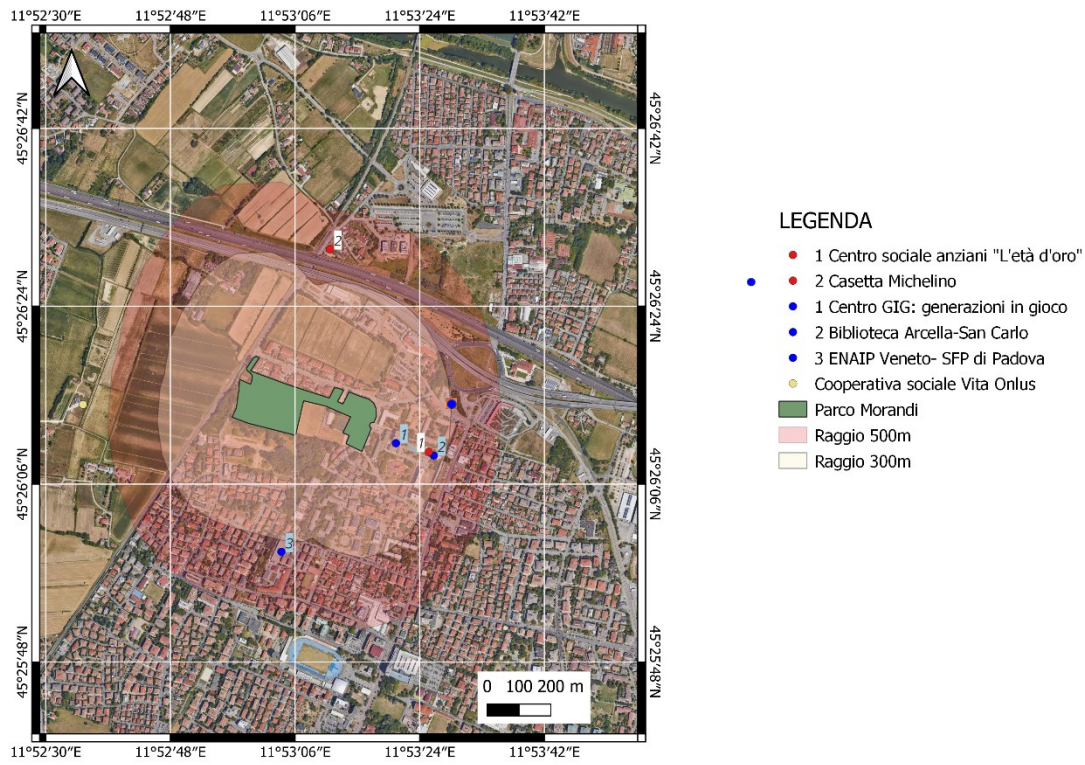 11°52′30″E 11°52′48″E 11°53′06″E 11°53′24″E 11°53′42″E
45°26′42″N 45°26′42″N
2
45°26′24″N 45°26′24″N
1
1
2
45°26′06″N 45°26′06″N
3
45°25′48″N 45°25′48″N
0 100 200 m
11°52′30″E 11°52′48″E 11°53′06″E 11°53′24″E 11°53′42″E
LEGENDA
1 Centro sociale anziani "L'età d'oro"
2 Casetta Michelino
1 Centro GIG: generazioni in gioco
2 Biblioteca Arcella-San Carlo
3 ENAIP Veneto- SFP di Padova
Cooperativa sociale Vita Onlus
Parco Morandi
Raggio 500m
Raggio 300m